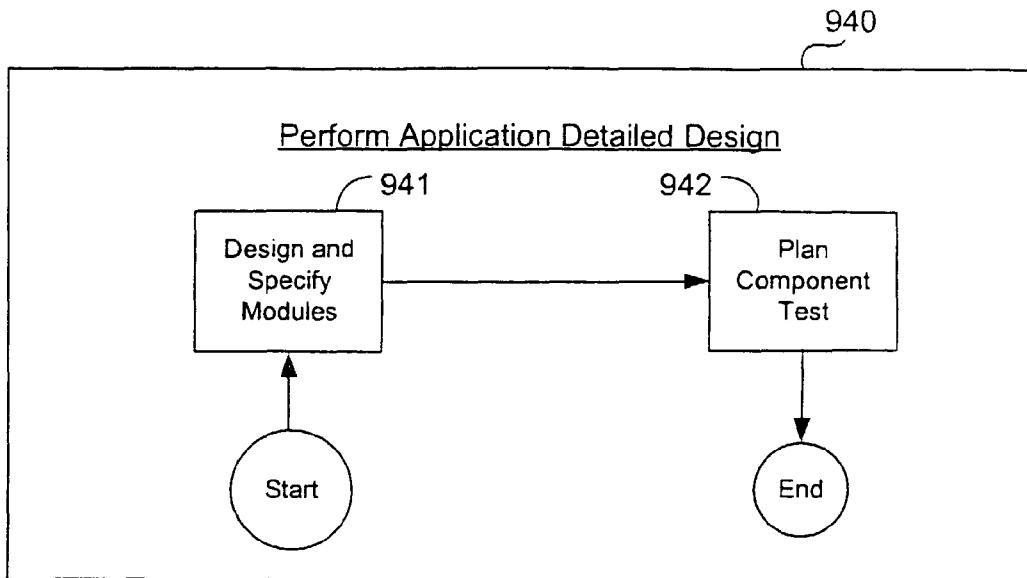 940
Perform Application Detailed Design
941
942
Design and
Specify
Modules
Plan
Component
Test
Start
End